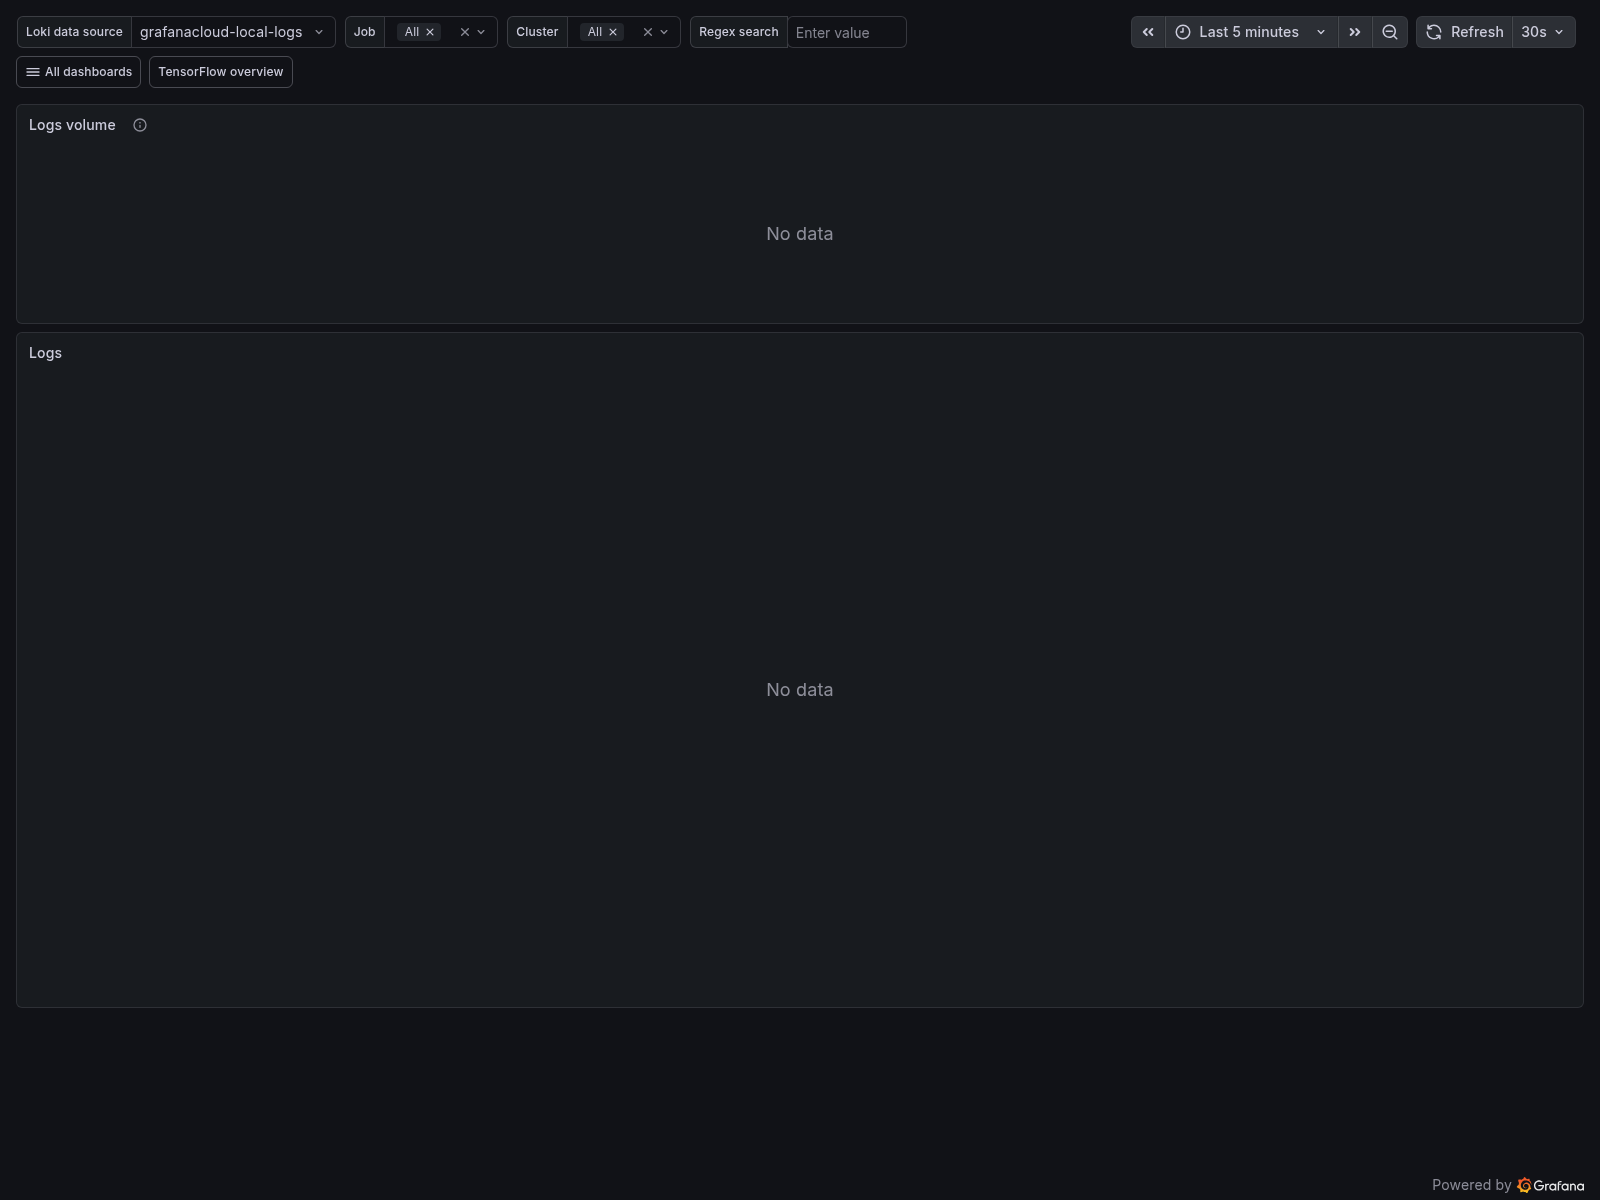 Loki data source grafanacloud-local-logs Job All Cluster All Regex search Enter value Last 5 minutes Refresh 30s
All dashboards TensorFlow overview
Logs volume
No data
Logs
No data
Powered by Grafana